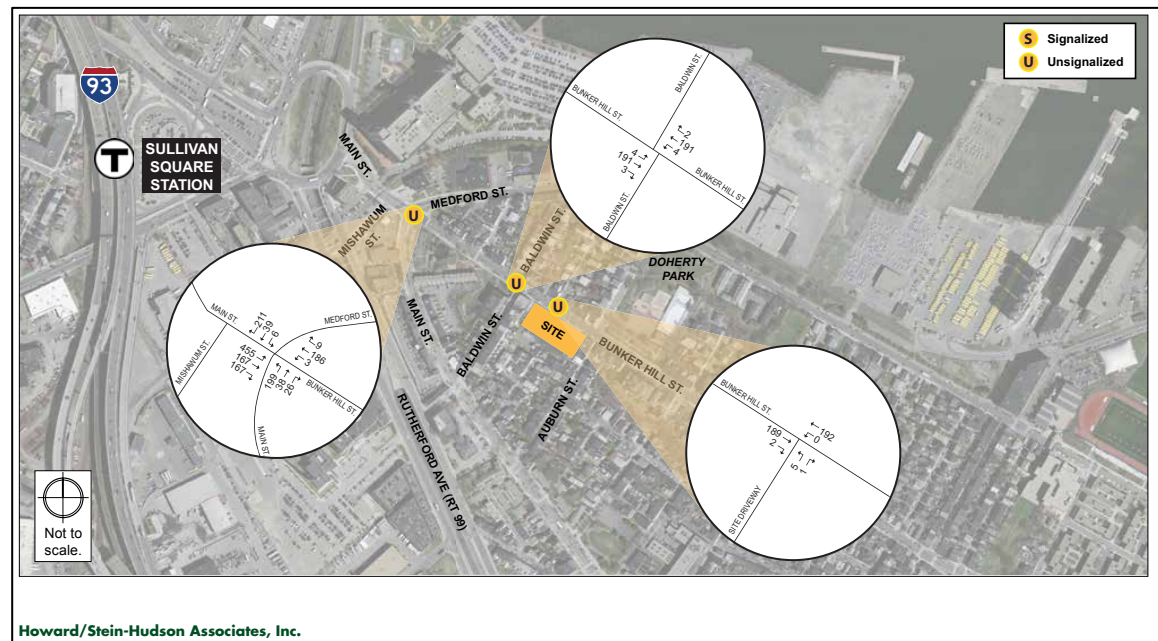 S Signalized
U Unsignalized
93
T
SULLIVAN
SQUARE
STATION
MAIN ST.
MEDFORD ST.
MISHAWUM
ST.
U
BALDWIN ST.
U
U
SITE
DOHERTY
PARK
MAIN ST.
BALDWIN ST.
BUNKER HILL ST.
AUBURN ST.
RUTHERFORD AVE (RT 99)
BUNKER HILL ST.
BALDWIN ST.
2
191
4
4
191
3
BALDWIN ST.
BUNKER HILL ST.
MAIN ST.
211
39
6
MEDFORD ST.
9
186
3
455
167
167
199
38
26
MISHAWUM ST.
BUNKER HILL ST.
MAIN ST.
BUNKER HILL ST.
192
0
189
2
5
1
SITE DRIVEWAY
Not to
scale.
Howard/Stein-Hudson Associates, Inc.